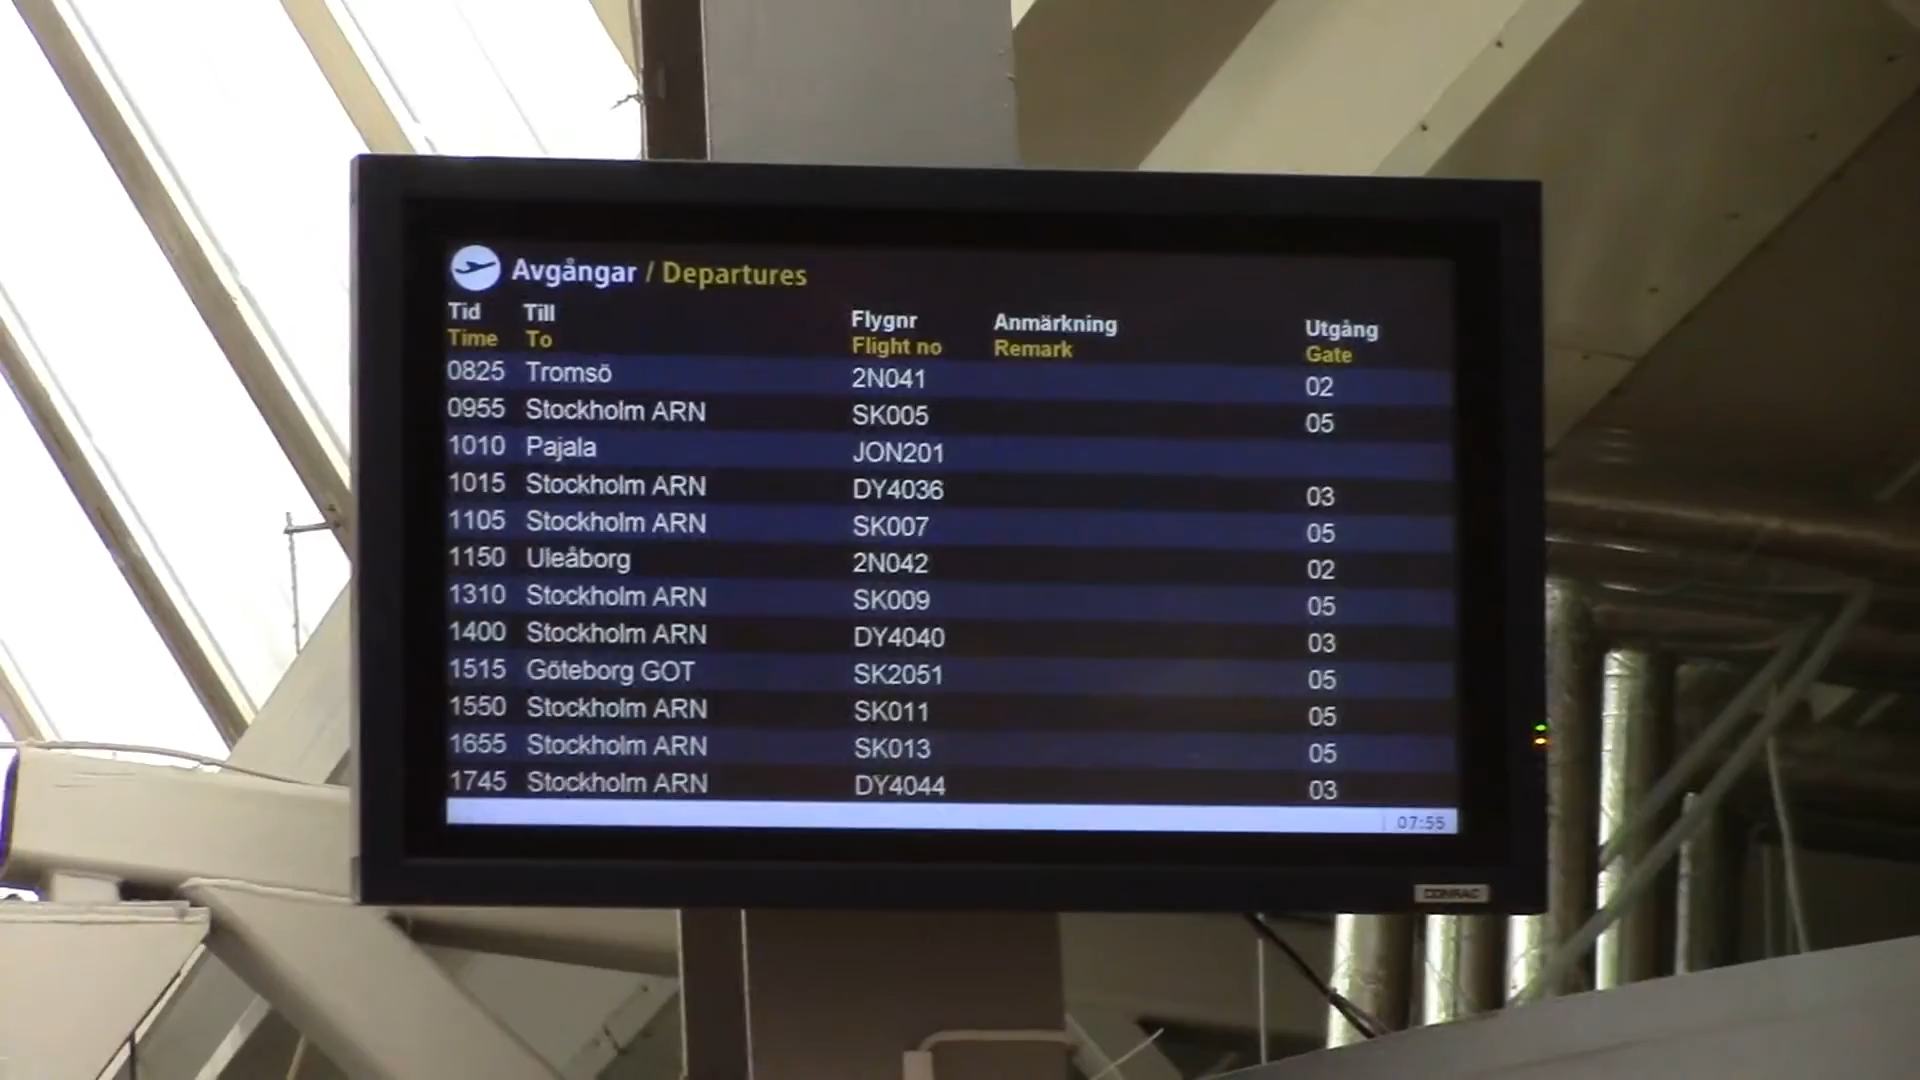 Avgångar / Departures
Tid Till Flygnr Anmärkning Utgång
Time To Flight no Remark Gate
0825 Tromsö 2N041 02
0955 Stockholm ARN SK005 05
1010 Pajala JON201
1015 Stockholm ARN DY4036 03
1105 Stockholm ARN SK007 05
1150 Uleåborg 2N042 02
1310 Stockholm ARN SK009 05
1400 Stockholm ARN DY4040 03
1515 Göteborg GOT SK2051 05
1550 Stockholm ARN SK011 05
1655 Stockholm ARN SK013 05
1745 Stockholm ARN DY4044 03
07:55
CONRAC